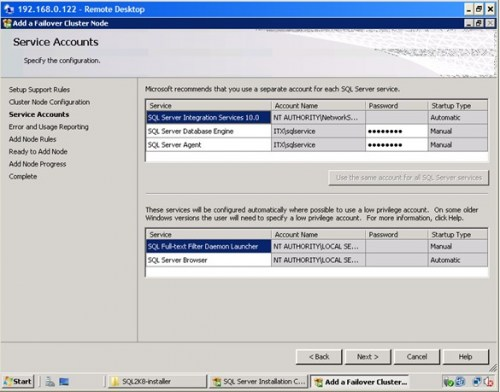 192.168.0.122 - Remote Desktop
Add a Failover Cluster Node
Service Accounts
Specify the configuration.
Setup Support Rules
Cluster Node Configuration
Service Accounts
Error and Usage Reporting
Add Node Rules
Ready to Add Node
Add Node Progress
Complete
Microsoft recommends that you use a separate account for each SQL Server service.
Service Account Name Password Startup Type
SQL Server Integration Services 10.0 NT AUTHORITY\NetworkS... Automatic
SQL Server Database Engine ITX\sqlservice ●●●●●●●● Manual
SQL Server Agent ITX\sqlservice ●●●●●●●● Manual
Use the same account for all SQL Server services
These services will be configured automatically where possible to use a low privilege account. On some older
Windows versions the user will need to specify a low privilege account. For more information, click Help.
Service Account Name Password Startup Type
SQL Full-text Filter Daemon Launcher NT AUTHORITY\LOCAL SE... Manual
SQL Server Browser NT AUTHORITY\LOCAL SE... Automatic
< Back Next > Cancel Help
Start SQL2K8-installer SQL Server Installation C... Add a Failover Cluster...